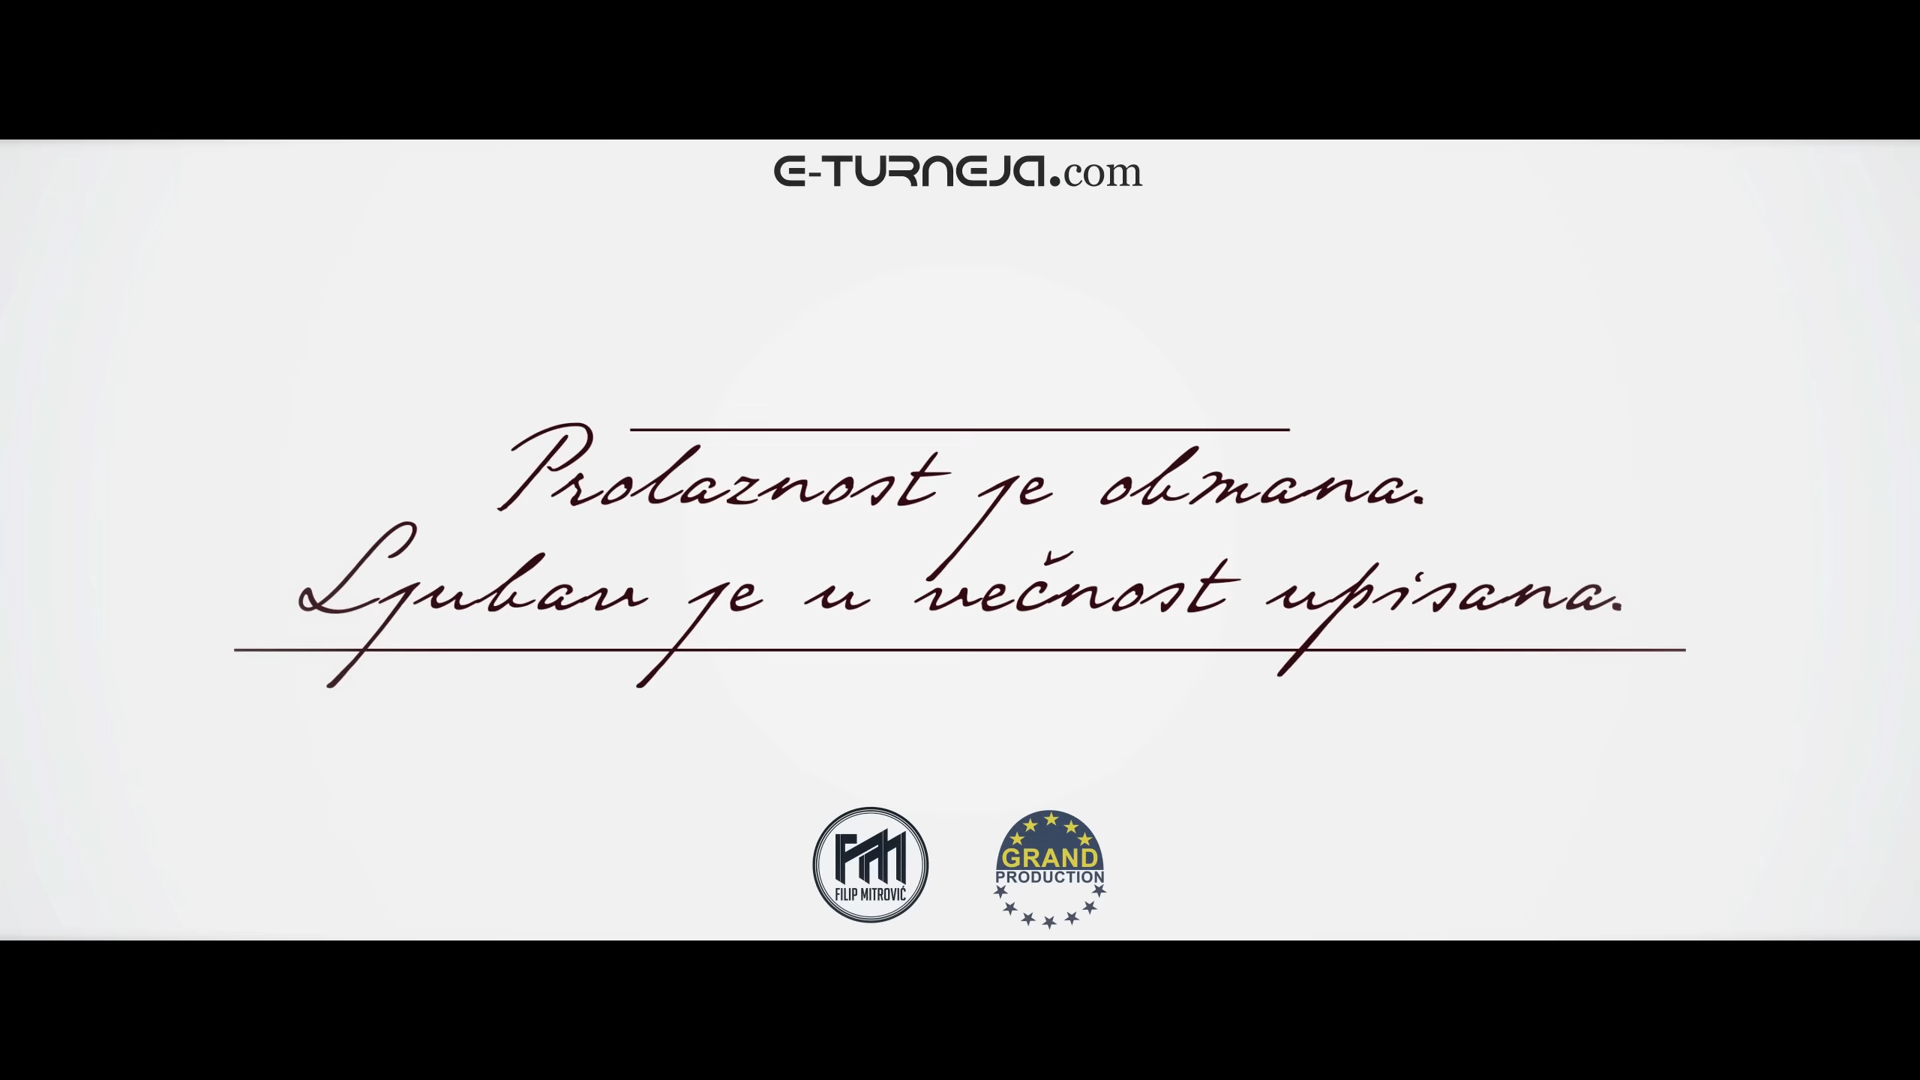 E-TURNEJA.com
Prolaznost je obmana.
Ljubav je u večnost upisana.
FM
FILIP MITROVIĆ
GRAND
PRODUCTION